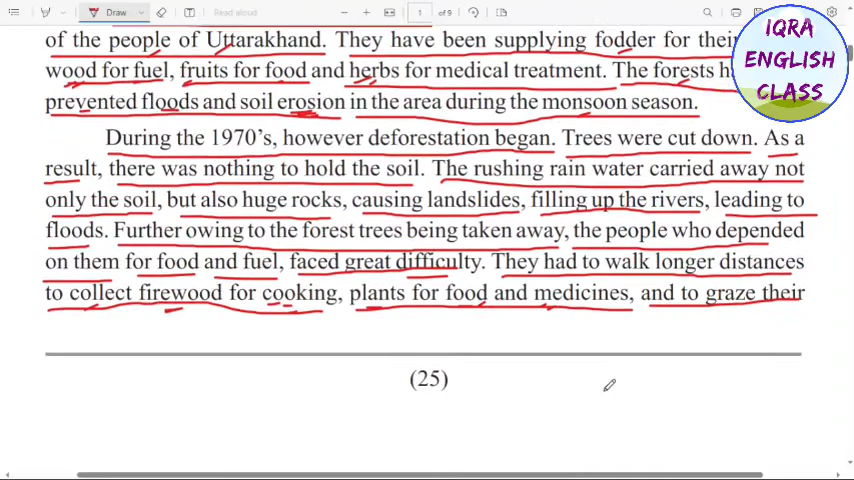 Draw
Read aloud
1 of 9
of the people of Uttarakhand. They have been supplying fodder for their
wood for fuel, fruits for food and herbs for medical treatment. The forests
prevented floods and soil erosion in the area during the monsoon season.
During the 1970's, however deforestation began. Trees were cut down. As a
result, there was nothing to hold the soil. The rushing rain water carried away not
only the soil, but also huge rocks, causing landslides, filling up the rivers, leading to
floods. Further owing to the forest trees being taken away, the people who depended
on them for food and fuel, faced great difficulty. They had to walk longer distances
to collect firewood for cooking, plants for food and medicines, and to graze their
(25)
IQRA
ENGLISH
CLASS